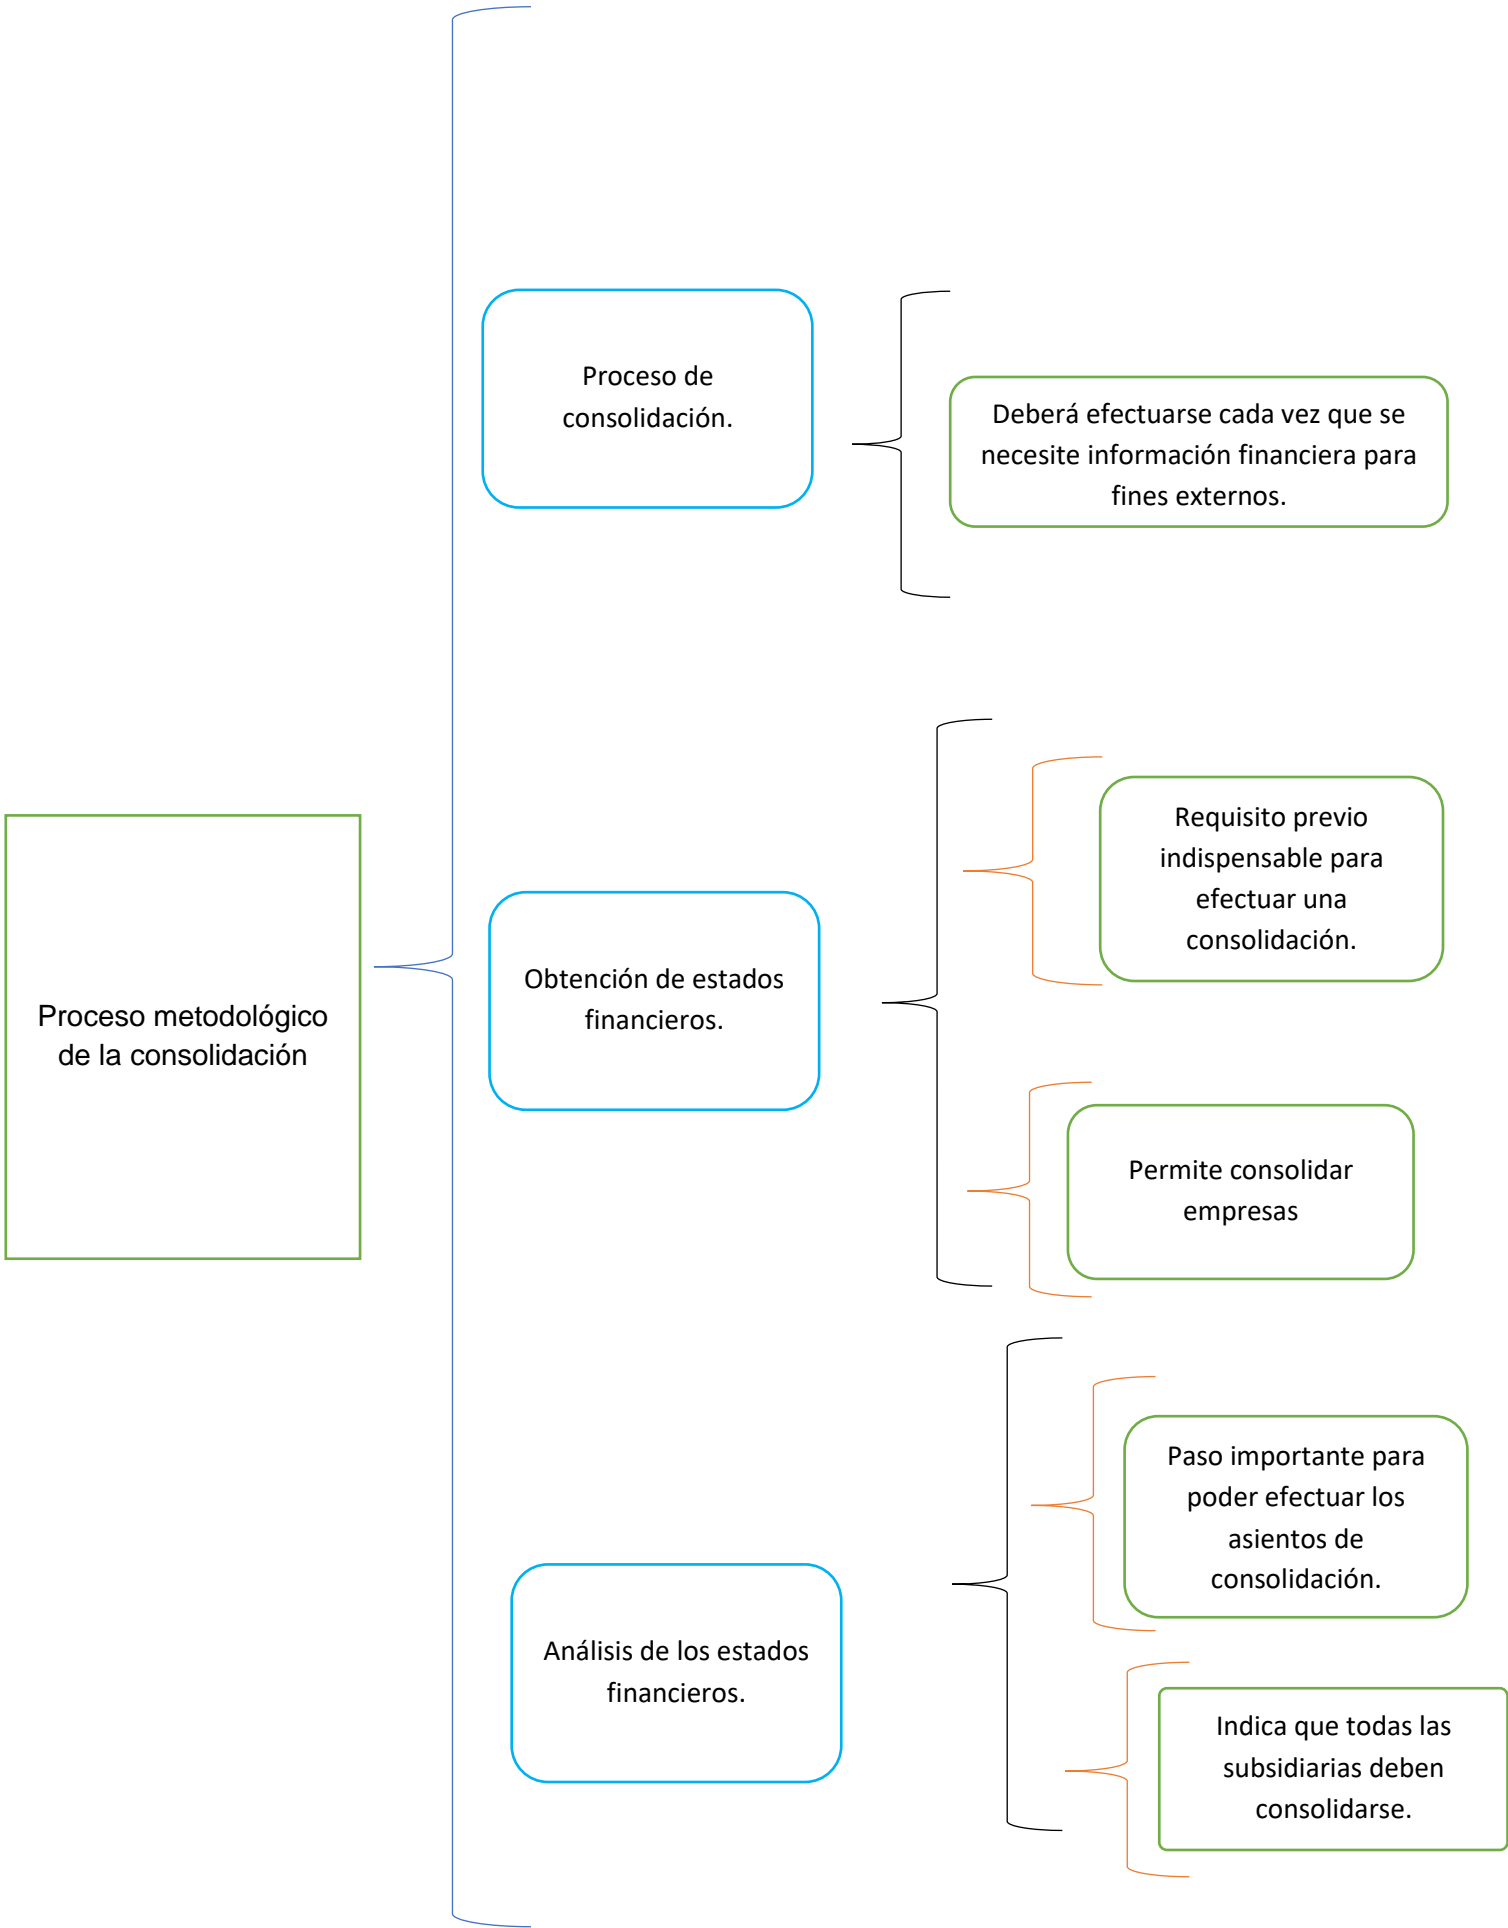 Proceso metodológico
de la consolidación
Proceso de
consolidación.
Deberá efectuarse cada vez que se
necesite información financiera para
fines externos.
Obtención de estados
financieros.
Requisito previo
indispensable para
efectuar una
consolidación.
Permite consolidar
empresas
Análisis de los estados
financieros.
Paso importante para
poder efectuar los
asientos de
consolidación.
Indica que todas las
subsidiarias deben
consolidarse.